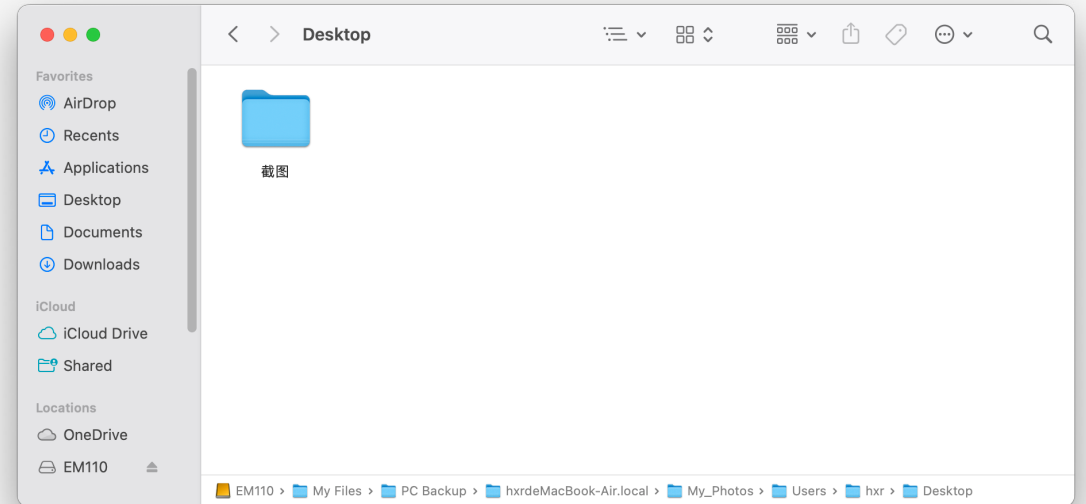 Desktop
Favorites
AirDrop
Recents
Applications
Desktop
Documents
Downloads
iCloud
iCloud Drive
Shared
Locations
OneDrive
EM110
截图
EM110 › My Files › PC Backup › hxrdeMacBook-Air.local › My_Photos › Users › hxr › Desktop